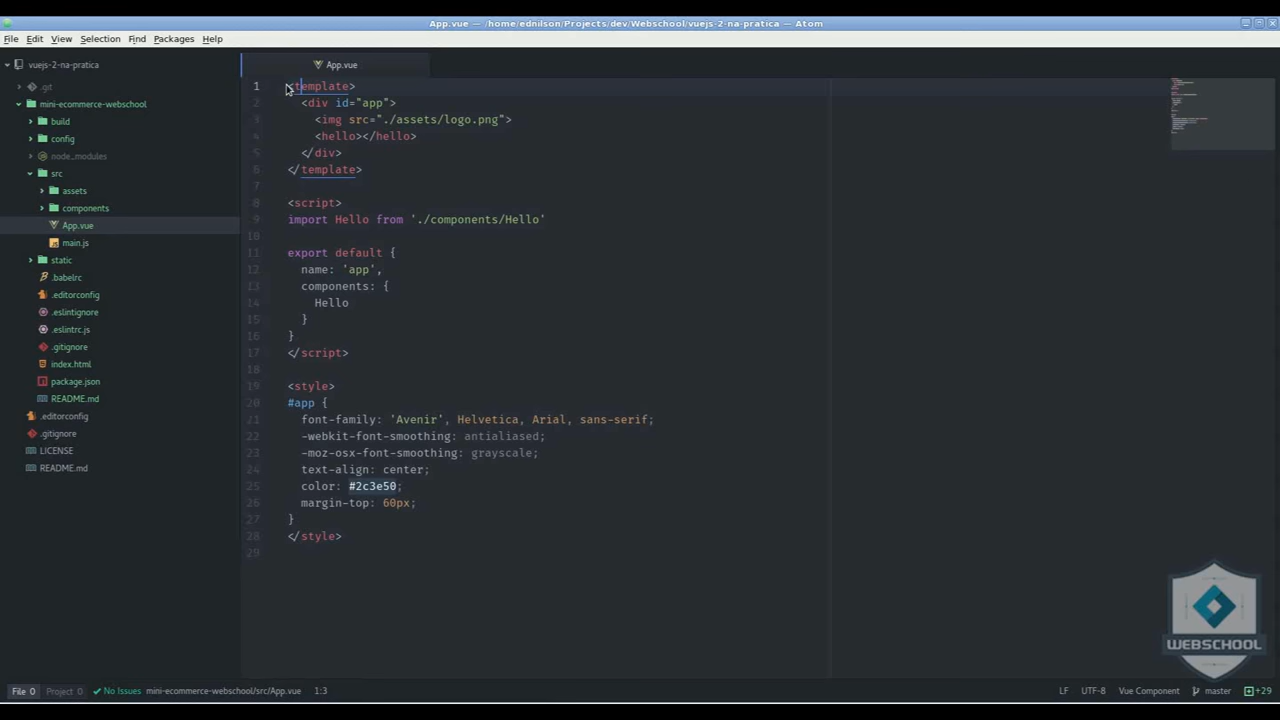 App.vue — /home/ednilson/Projects/dev/Webschool/vuejs-2-na-pratica — Atom
File Edit View Selection Find Packages Help
vuejs-2-na-pratica
.git
mini-ecommerce-webschool
build
config
node_modules
src
assets
components
App.vue
main.js
static
.babelrc
.editorconfig
.eslintignore
.eslintrc.js
.gitignore
index.html
package.json
README.md
.editorconfig
.gitignore
LICENSE
README.md
App.vue
1 <template>
2 <div id="app">
3 <img src="./assets/logo.png">
4 <hello></hello>
5 </div>
6 </template>
7
8 <script>
9 import Hello from './components/Hello'
10
11 export default {
12 name: 'app',
13 components: {
14 Hello
15 }
16 }
17 </script>
18
19 <style>
20 #app {
21 font-family: 'Avenir', Helvetica, Arial, sans-serif;
22 -webkit-font-smoothing: antialiased;
23 -moz-osx-font-smoothing: grayscale;
24 text-align: center;
25 color: #2c3e50;
26 margin-top: 60px;
27 }
28 </style>
29
WEBSCHOOL
File 0 Project 0 No Issues mini-ecommerce-webschool/src/App.vue 1:3 LF UTF-8 Vue Component master +29